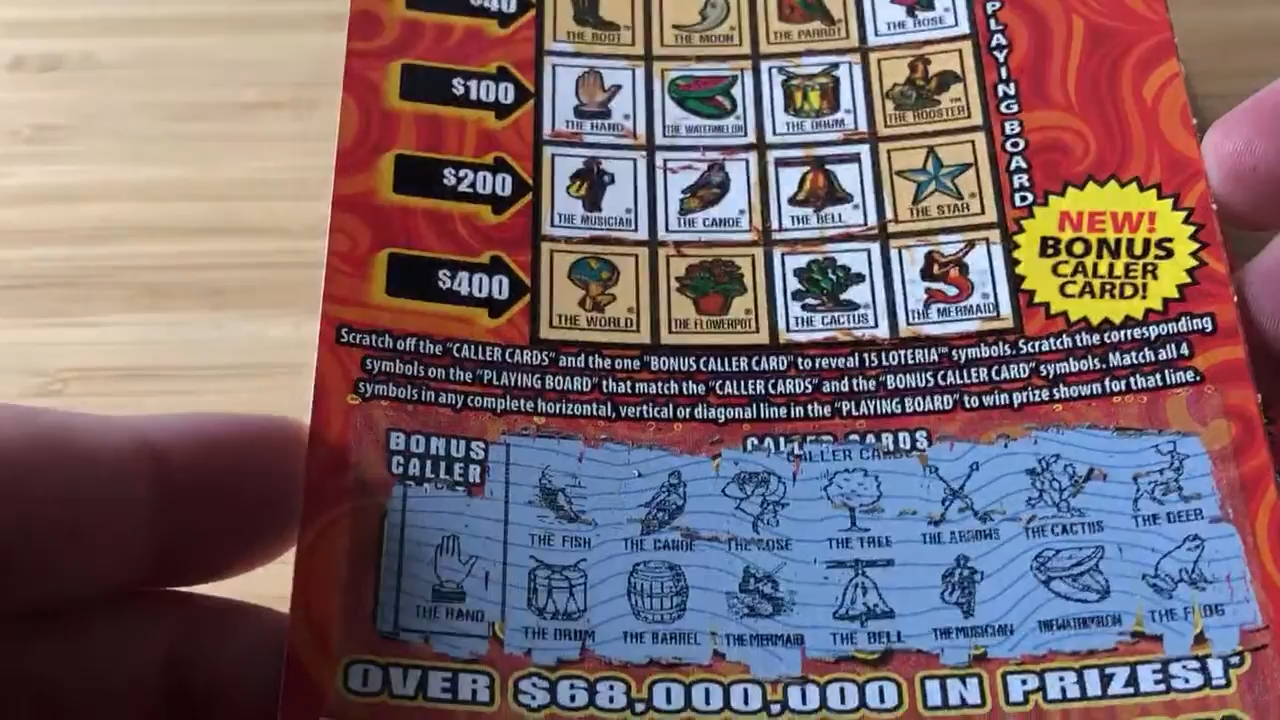 $40
THE BOOT THE MOON THE PARROT THE ROSE
PLAYING BOARD
$100
THE HAND THE WATERMELON THE DRUM THE ROOSTER
$200
THE MUSICIAN THE CANOE THE BELL THE STAR
NEW!
BONUS
CALLER
CARD!
$400
THE WORLD THE FLOWERPOT THE CACTUS THE MERMAID
Scratch off the "CALLER CARDS" and the one "BONUS CALLER CARD" to reveal 15 LOTERIA™ symbols. Scratch the corresponding
symbols on the "PLAYING BOARD" that match the "CALLER CARDS" and the "BONUS CALLER CARD" symbols. Match all 4
symbols in any complete horizontal, vertical or diagonal line in the "PLAYING BOARD" to win prize shown for that line.
BONUS
CALLER
CALLER CARDS
CALLER CARDS
THE FISH THE CANOE THE ROSE THE TREE THE ARROWS THE CACTUS THE DEER
THE HAND THE DRUM THE BARREL THE MERMAID THE BELL THE MUSICIAN THE WATERMELON THE FROG
OVER $68,000,000 IN PRIZES!*